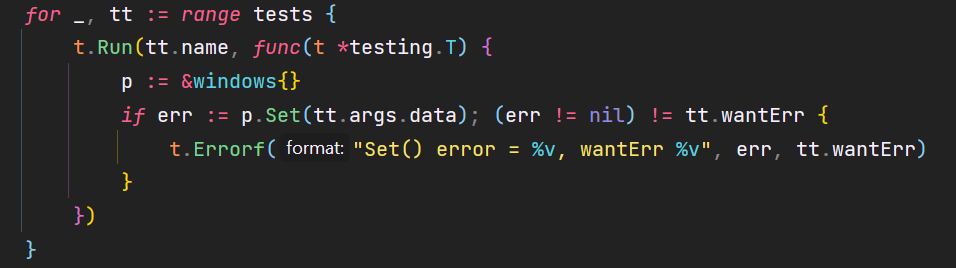 for _, tt := range tests {
    t.Run(tt.name, func(t *testing.T) {
        p := &windows{}
        if err := p.Set(tt.args.data); (err != nil) != tt.wantErr {
            t.Errorf( format: "Set() error = %v, wantErr %v", err, tt.wantErr)
        }
    })
}